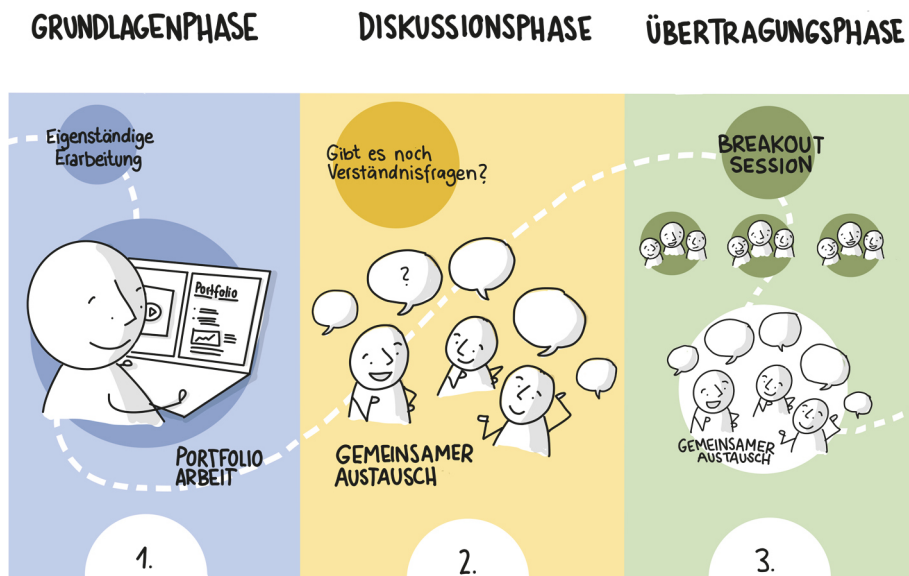 GRUNDLAGENPHASE
DISKUSSIONSPHASE
ÜBERTRAGUNGSPHASE
Eigenständige
Erarbeitung
Portfolio
PORTFOLIO
ARBEIT
1.
Gibt es noch
Verständnisfragen?
?
GEMEINSAMER
AUSTAUSCH
2.
BREAKOUT
SESSION
GEMEINSAMER
AUSTAUSCH
3.